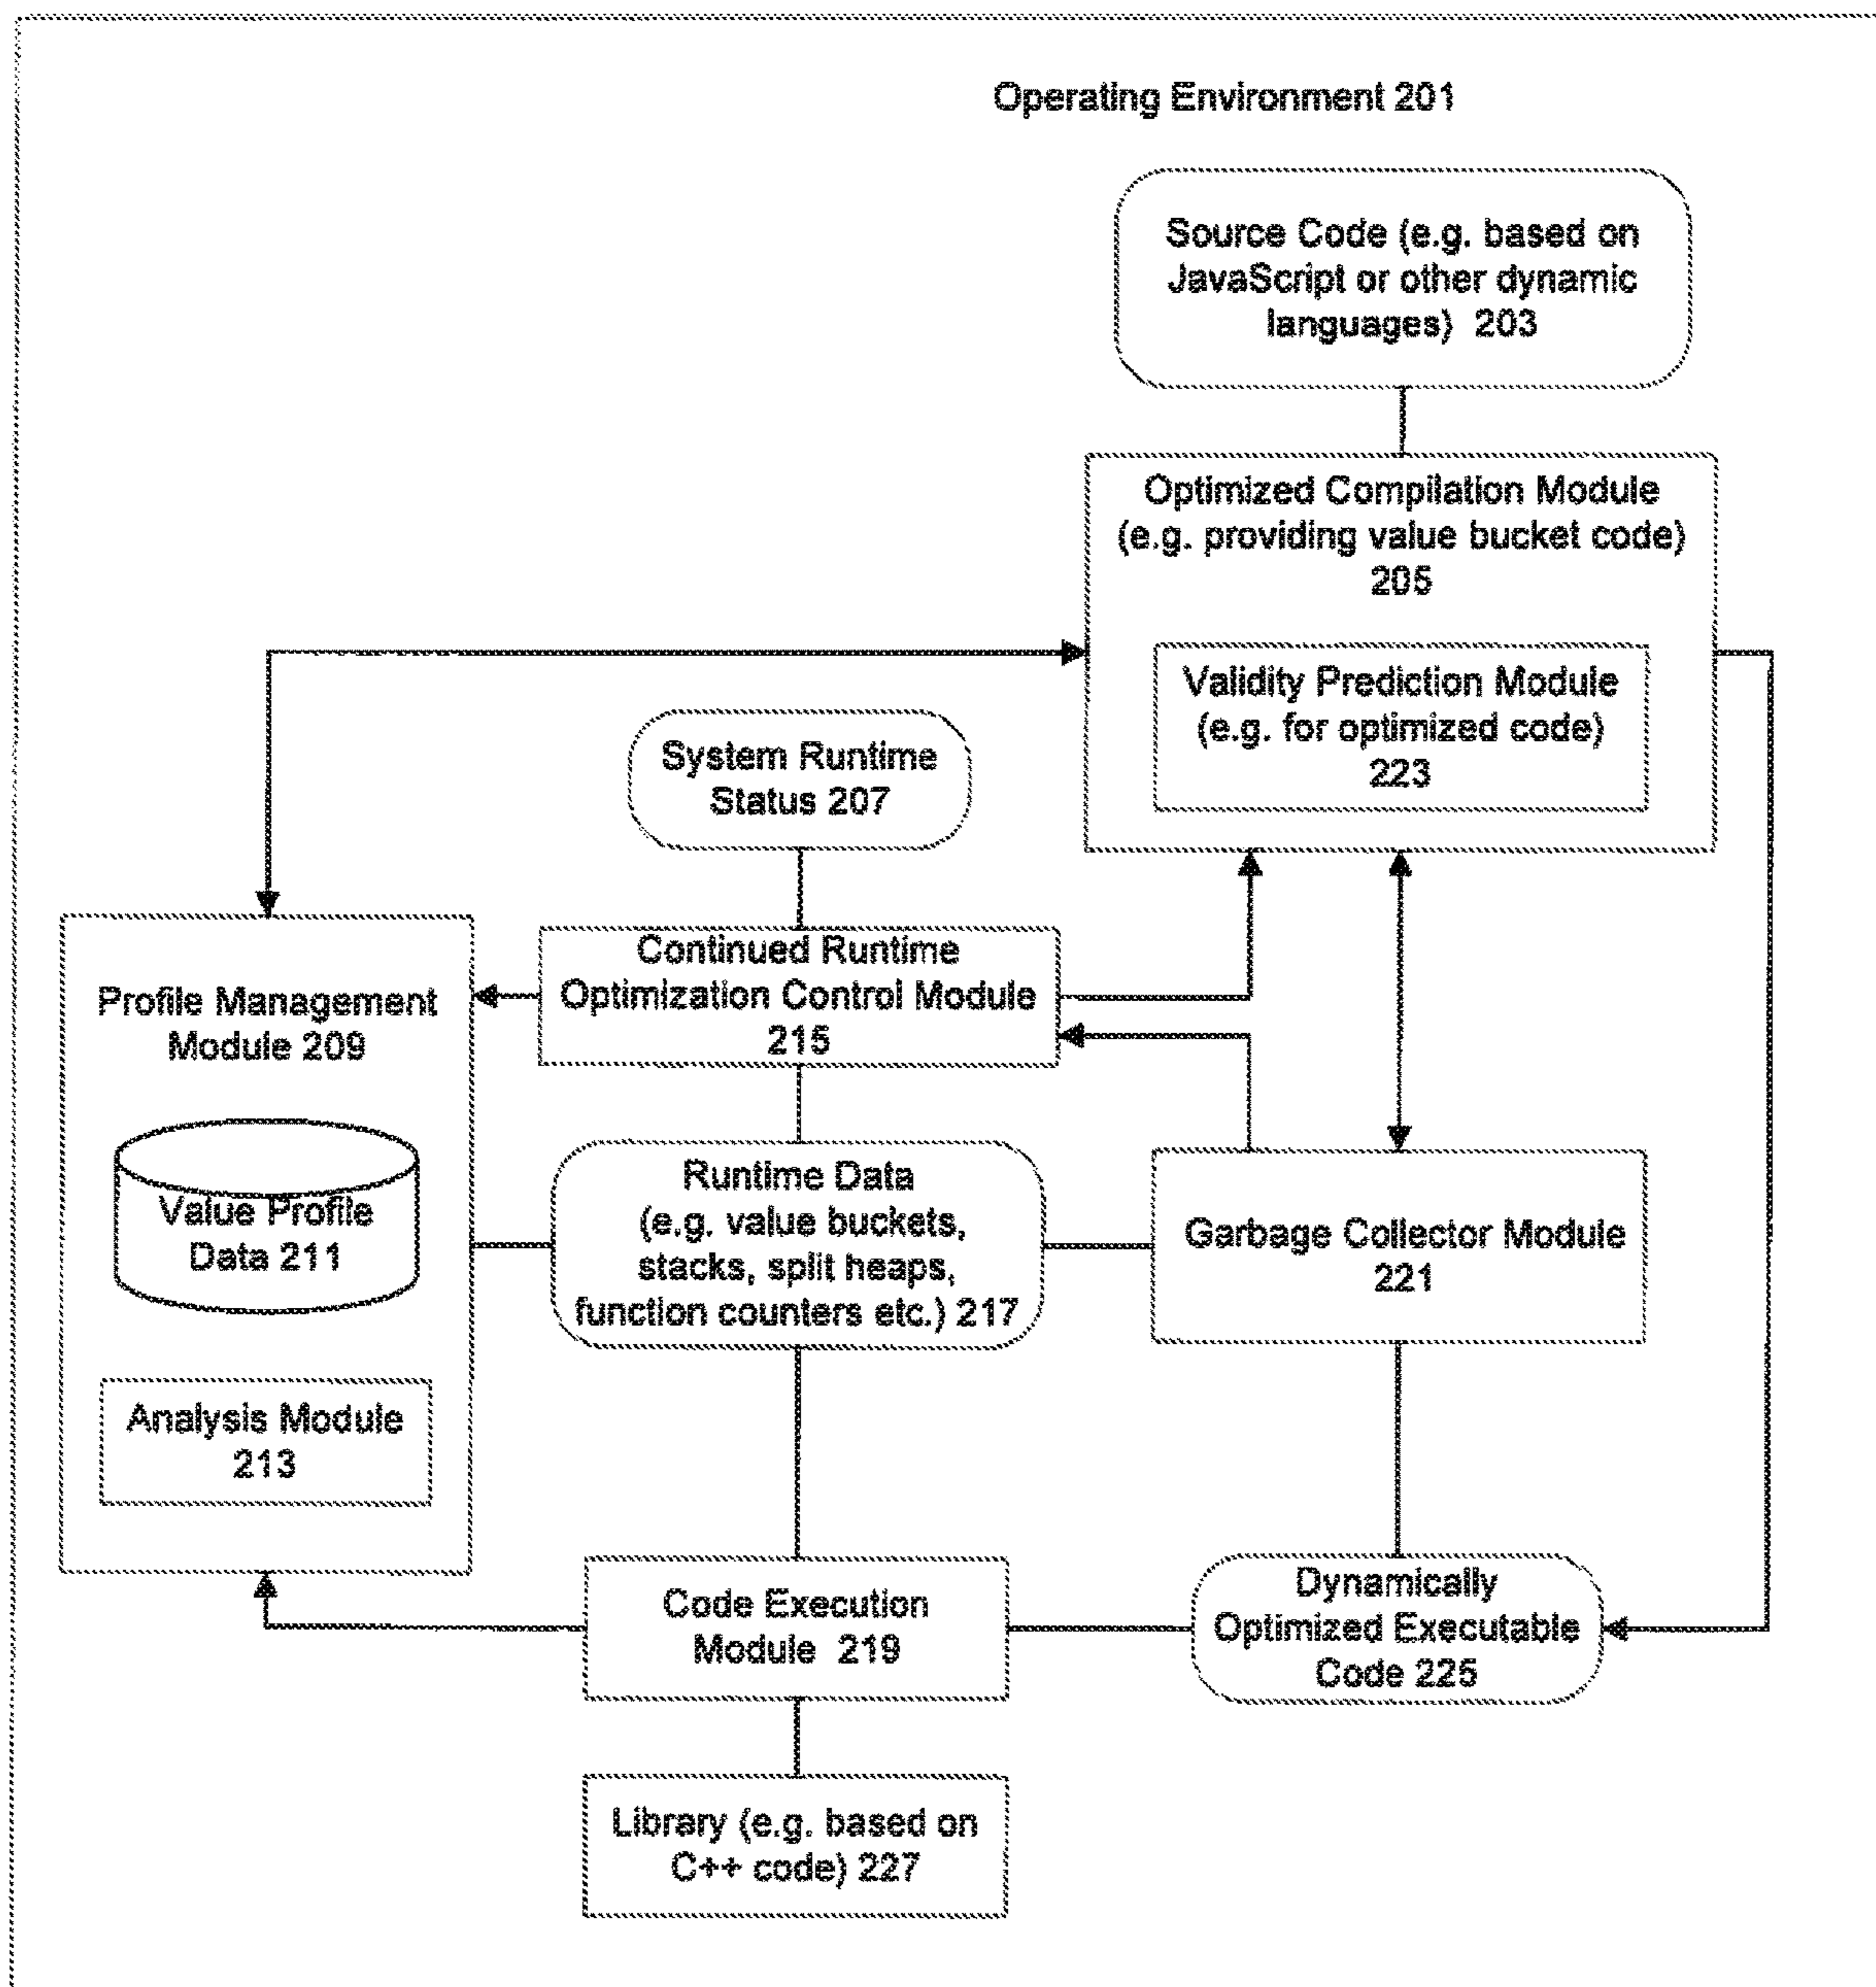 Operating Environment 201
Source Code (e.g. based on
JavaScript or other dynamic
languages) 203
Optimized Compilation Module
(e.g. providing value bucket code)
205
Validity Prediction Module
(e.g. for optimized code)
223
System Runtime
Status 207
Continued Runtime
Optimization Control Module
215
Profile Management
Module 209
Value Profile
Data 211
Analysis Module
213
Runtime Data
(e.g. value buckets,
stacks, split heaps,
function counters etc.) 217
Garbage Collector Module
221
Code Execution
Module 219
Dynamically
Optimized Executable
Code 225
Library (e.g. based on
C++ code) 227